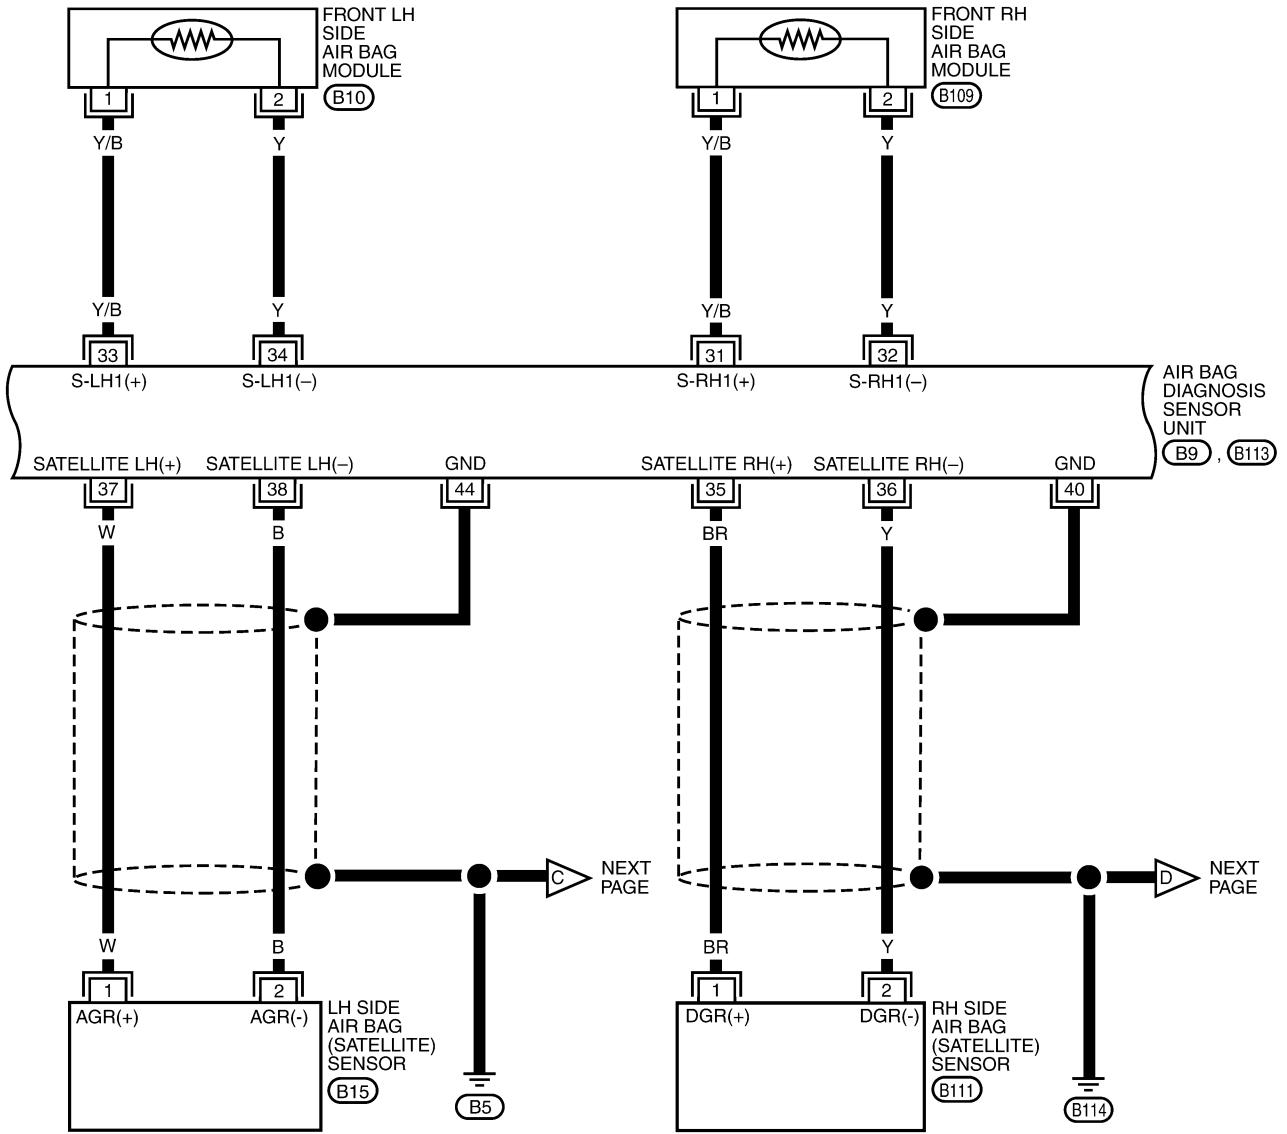 FRONT LH
SIDE
AIR BAG
MODULE
B10
1
2
Y/B
Y
Y/B
Y
FRONT RH
SIDE
AIR BAG
MODULE
B109
1
2
Y/B
Y
Y/B
Y
33
34
31
32
S-LH1(+)
S-LH1(–)
S-RH1(+)
S-RH1(–)
AIR BAG
DIAGNOSIS
SENSOR
UNIT
B9 , B113
SATELLITE LH(+)
SATELLITE LH(–)
GND
SATELLITE RH(+)
SATELLITE RH(–)
GND
37
38
44
35
36
40
W
B
BR
Y
C
NEXT
PAGE
D
NEXT
PAGE
W
B
BR
Y
1
2
AGR(+)
AGR(-)
LH SIDE
AIR BAG
(SATELLITE)
SENSOR
B15
B5
1
2
DGR(+)
DGR(-)
RH SIDE
AIR BAG
(SATELLITE)
SENSOR
B111
B114